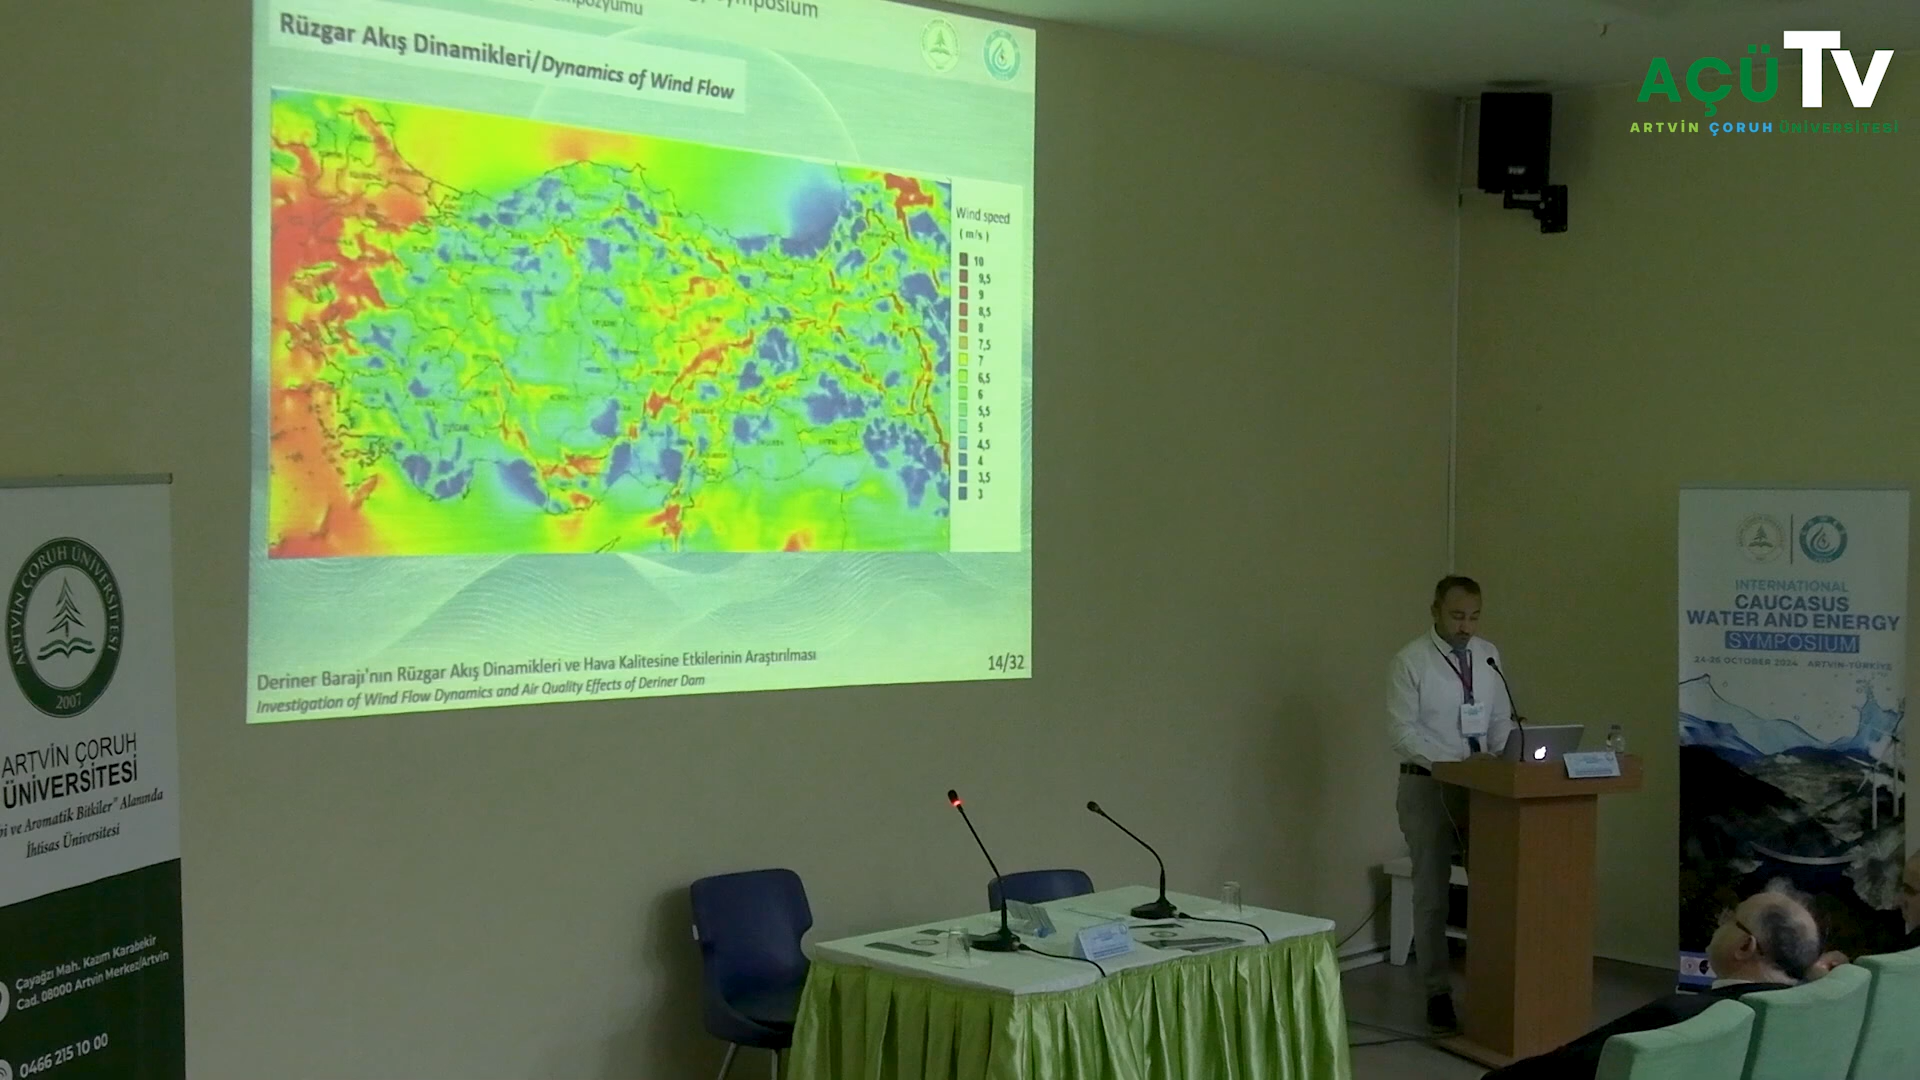 Symposium
Rüzgar Akış Dinamikleri/Dynamics of Wind Flow
Wind speed
( m/s )
10
9,5
9
8,5
8
7,5
7
6,5
6
5,5
5
4,5
4
3,5
3
Deriner Barajı'nın Rüzgar Akış Dinamikleri ve Hava Kalitesine Etkilerinin Araştırılması
Investigation of Wind Flow Dynamics and Air Quality Effects of Deriner Dam
14/32
AÇÜTV
ARTVİN ÇORUH ÜNİVERSİTESİ
ARTVİN ÇORUH ÜNİVERSİTESİ
2007
ARTVİN ÇORUH
ÜNİVERSİTESİ
ve Aromatik Bitkiler" Alanında
İhtisas Üniversitesi
Çayağzı Mah. Kazım Karabekir
Cad. 08000 Artvin Merkez/Artvin
0466 215 10 00
INTERNATIONAL
CAUCASUS
WATER AND ENERGY
SYMPOSIUM
24-26 OCTOBER 2024 ARTVIN-TÜRKİYE